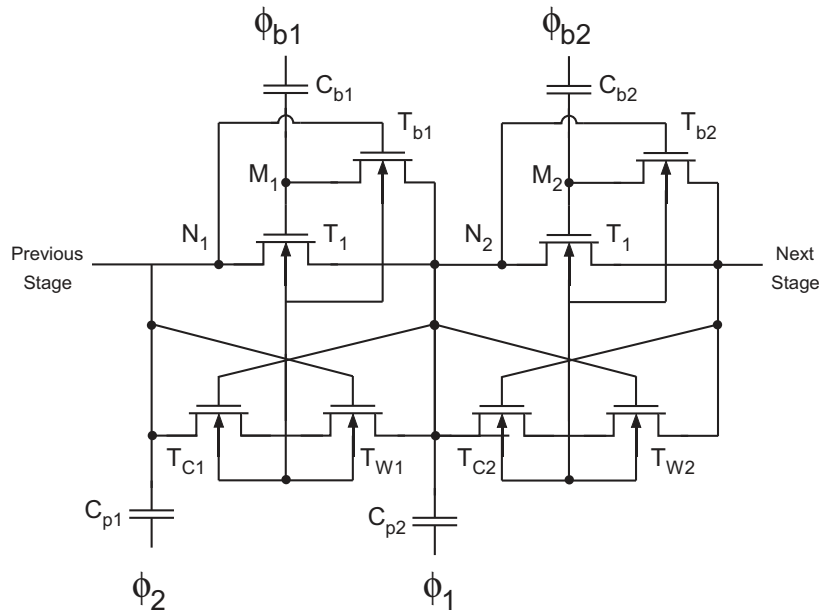 ϕb1
ϕb2
Cb1
Cb2
Tb1
Tb2
M1
M2
N1
T1
N2
T1
Previous
Stage
Next
Stage
TC1
TW1
TC2
TW2
Cp1
Cp2
ϕ2
ϕ1